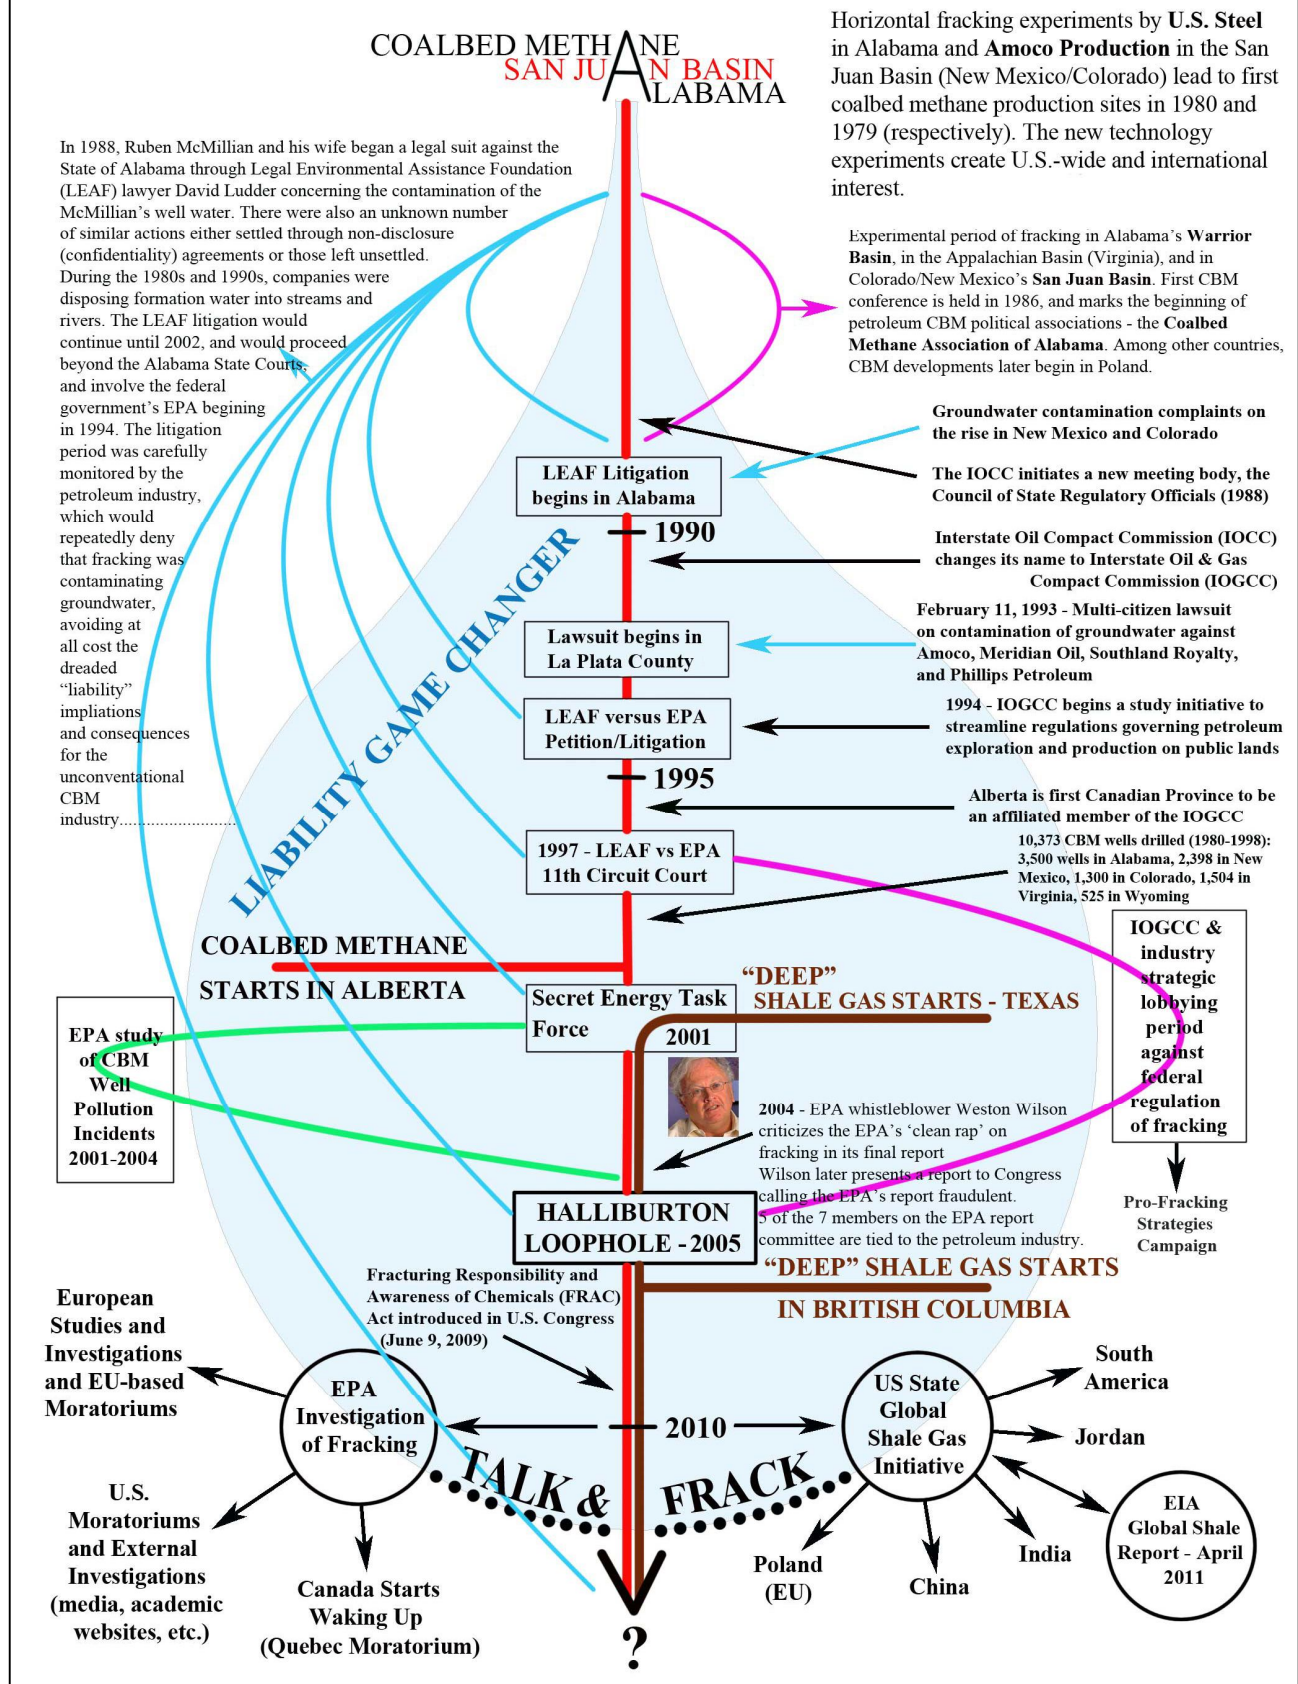 COALBED METHANE
SAN JUAN BASIN
ALABAMA
Horizontal fracking experiments by U.S. Steel
in Alabama and Amoco Production in the San
Juan Basin (New Mexico/Colorado) lead to first
coalbed methane production sites in 1980 and
1979 (respectively). The new technology
experiments create U.S.-wide and international
interest.
In 1988, Ruben McMillian and his wife began a legal suit against the
State of Alabama through Legal Environmental Assistance Foundation
(LEAF) lawyer David Ludder concerning the contamination of the
McMillian's well water. There were also an unknown number
of similar actions either settled through non-disclosure
(confidentiality) agreements or those left unsettled.
During the 1980s and 1990s, companies were
disposing formation water into streams and
rivers. The LEAF litigation would
continue until 2002, and would proceed
beyond the Alabama State Courts,
and involve the federal
government's EPA begining
in 1994. The litigation
period was carefully
monitored by the
petroleum industry,
which would
repeatedly deny
that fracking was
contaminating
groundwater,
avoiding at
all cost the
dreaded
“liability”
impliations
and consequences
for the
unconventional
CBM
industry..........................
Experimental period of fracking in Alabama's Warrior
Basin, in the Appalachian Basin (Virginia), and in
Colorado/New Mexico's San Juan Basin. First CBM
conference is held in 1986, and marks the beginning of
petroleum CBM political associations - the Coalbed
Methane Association of Alabama. Among other countries,
CBM developments later begin in Poland.
Groundwater contamination complaints on
the rise in New Mexico and Colorado
LEAF Litigation
begins in Alabama
The IOCC initiates a new meeting body, the
Council of State Regulatory Officials (1988)
1990
Interstate Oil Compact Commission (IOCC)
changes its name to Interstate Oil & Gas
Compact Commission (IOGCC)
LIABILITY GAME CHANGER
February 11, 1993 - Multi-citizen lawsuit
on contamination of groundwater against
Amoco, Meridian Oil, Southland Royalty,
and Phillips Petroleum
Lawsuit begins in
La Plata County
LEAF versus EPA
Petition/Litigation
1994 - IOGCC begins a study initiative to
streamline regulations governing petroleum
exploration and production on public lands
1995
Alberta is first Canadian Province to be
an affiliated member of the IOGCC
1997 - LEAF vs EPA
11th Circuit Court
10,373 CBM wells drilled (1980-1998):
3,500 wells in Alabama, 2,398 in New
Mexico, 1,300 in Colorado, 1,504 in
Virginia, 525 in Wyoming
COALBED METHANE
STARTS IN ALBERTA
IOGCC &
industry
strategic
lobbying
period
against
federal
regulation
of fracking
Pro-Fracking
Strategies
Campaign
“DEEP”
SHALE GAS STARTS - TEXAS
Secret Energy Task
Force
2001
EPA study
of CBM
Well
Pollution
Incidents
2001-2004
2004 - EPA whistleblower Weston Wilson
criticizes the EPA's ‘clean rap’ on
fracking in its final report
Wilson later presents a report to Congress
calling the EPA's report fraudulent.
5 of the 7 members on the EPA report
committee are tied to the petroleum industry.
HALLIBURTON
LOOPHOLE - 2005
“DEEP” SHALE GAS STARTS
IN BRITISH COLUMBIA
Fracturing Responsibility and
Awareness of Chemicals (FRAC)
Act introduced in U.S. Congress
(June 9, 2009)
European
Studies and
Investigations
and EU-based
Moratoriums
EPA
Investigation
of Fracking
2010
US State
Global
Shale Gas
Initiative
South
America
Jordan
TALK & FRACK
U.S.
Moratoriums
and External
Investigations
(media, academic
websites, etc.)
Canada Starts
Waking Up
(Quebec Moratorium)
Poland
(EU)
China
India
EIA
Global Shale
Report - April
2011
?